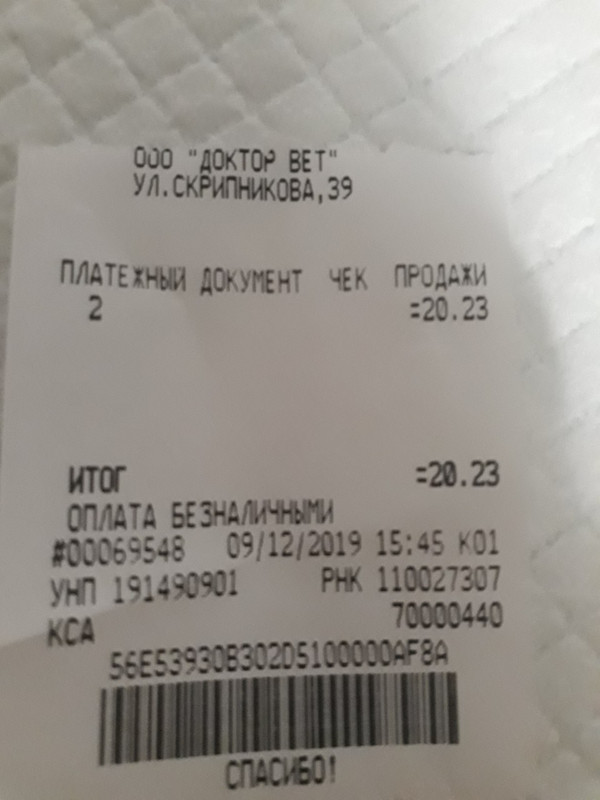 ООО "ДОКТОР ВЕТ"
УЛ.СКРИПНИКОВА,39
ПЛАТЕЖНЫЙ ДОКУМЕНТ ЧЕК ПРОДАЖИ
2 =20.23
ИТОГ =20.23
ОПЛАТА БЕЗНАЛИЧНЫМИ
#00069548 09/12/2019 15:45 К01
УНП 191490901 РНК 110027307
КСА 70000440
56E53930B302D5100000AF8A
СПАСИБО!